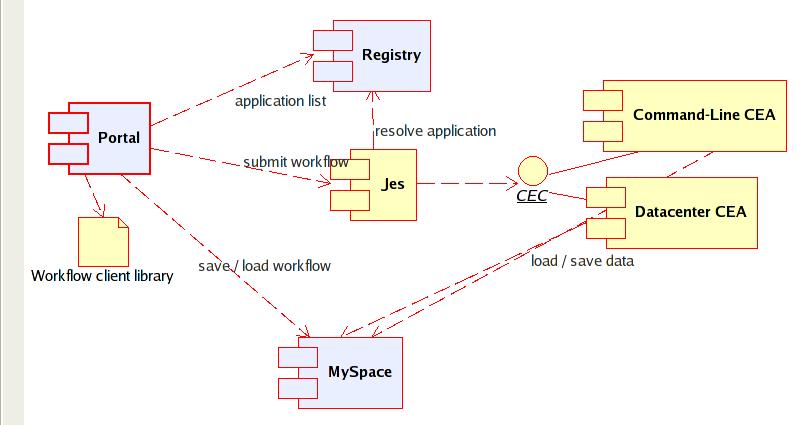 Registry
application list
Command-Line CEA
Portal
resolve application
submit workflow
Jes
CEC
Datacenter CEA
Workflow client library
save / load workflow
load / save data
MySpace